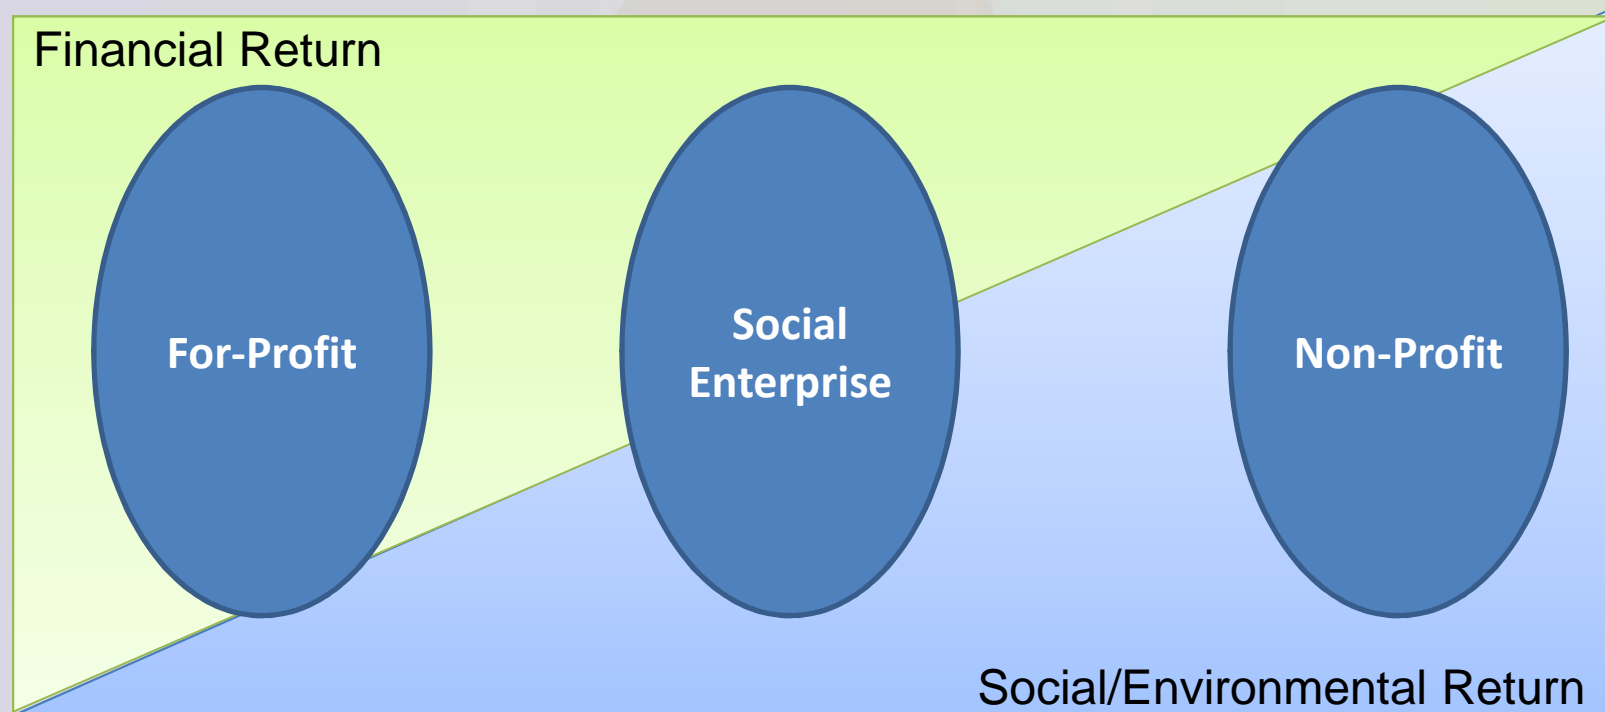 Financial Return
For-Profit
Social
Enterprise
Non-Profit
Social/Environmental Return